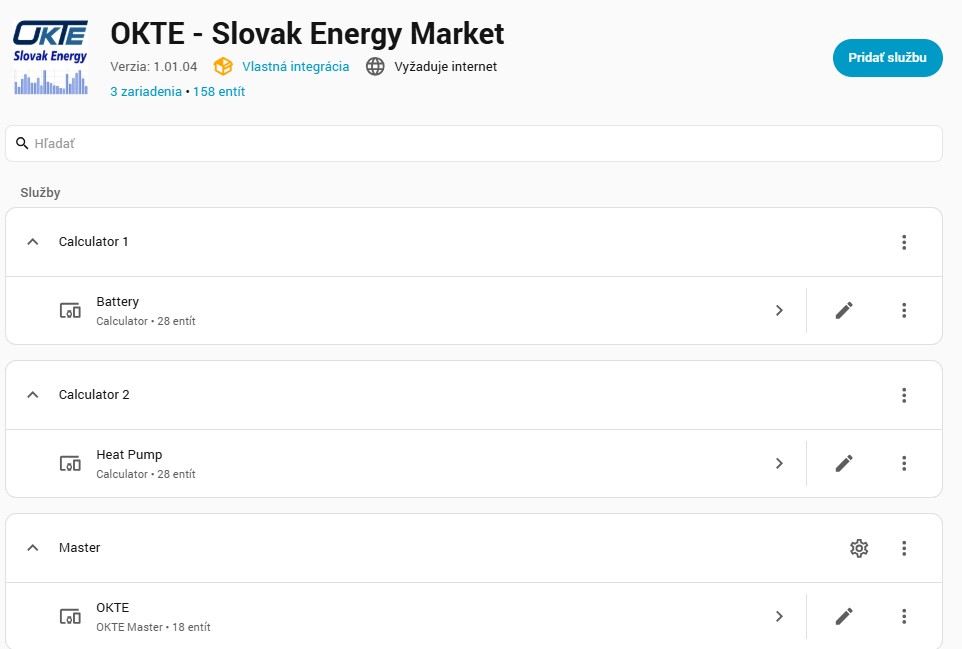 OKTE
Slovak Energy
OKTE - Slovak Energy Market
Verzia: 1.01.04 Vlastná integrácia Vyžaduje internet
3 zariadenia • 158 entít
Pridať službu
Hľadať
Služby
Calculator 1
Battery
Calculator • 28 entít
Calculator 2
Heat Pump
Calculator • 28 entít
Master
OKTE
OKTE Master • 18 entít